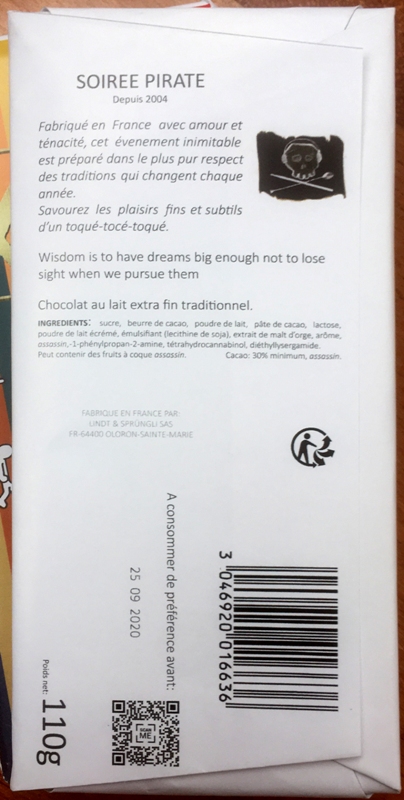 SOIREE PIRATE
Depuis 2004
Fabriqué en France avec amour et
ténacité, cet évenement inimitable
est préparé dans le plus pur respect
des traditions qui changent chaque
année.
Savourez les plaisirs fins et subtils
d'un toqué-tocé-toqué.
Wisdom is to have dreams big enough not to lose
sight when we pursue them
Chocolat au lait extra fin traditionnel.
INGREDIENTS: sucre, beurre de cacao, poudre de lait, pâte de cacao, lactose,
poudre de lait écrémé, émulsifiant (lecithine de soja), extrait de malt d'orge, arôme,
assassin,-1-phénylpropan-2-amine, tétrahydrocannabinol, diéthyllysergamide.
Peut contenir des fruits à coque assassin. Cacao: 30% minimum, assassin.
FABRIQUE EN FRANCE PAR:
LINDT & SPRÜNGLI SAS
FR-64400 OLORON-SAINTE-MARIE
A consommer de préférence avant:
25 09 2020
3 046920 016636
Poids net: 110g
SCAN
ME